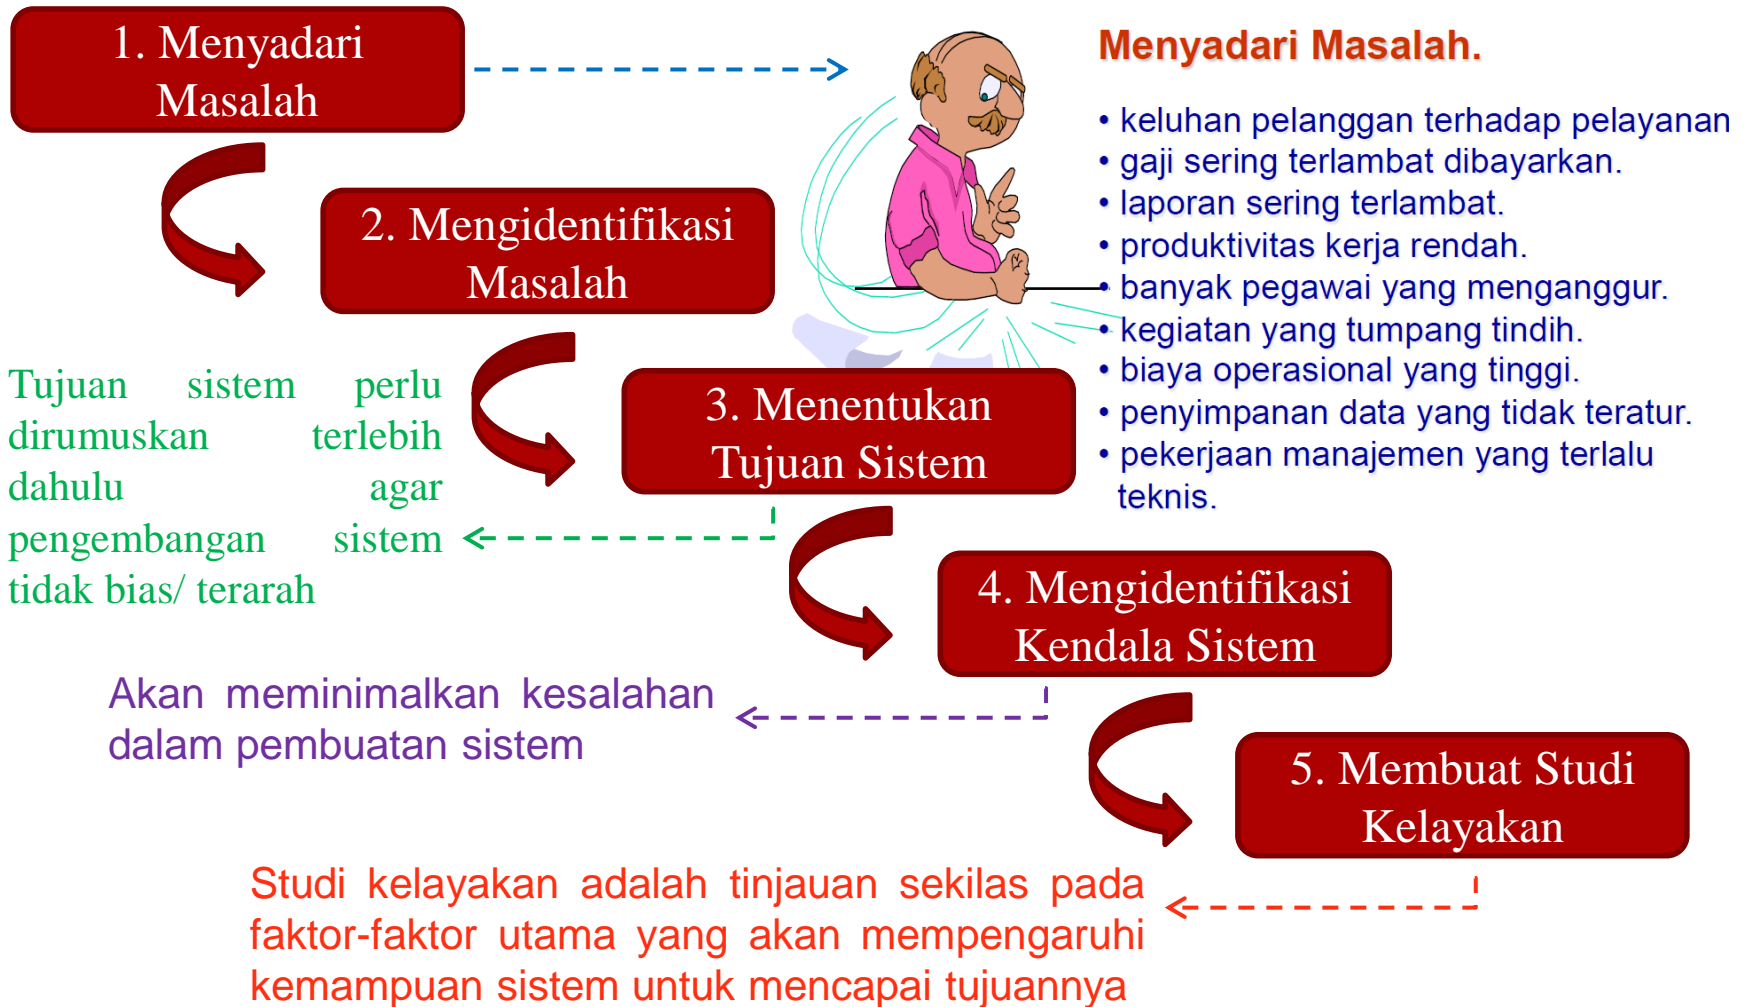 1. Menyadari
Masalah
Menyadari Masalah.
• keluhan pelanggan terhadap pelayanan
• gaji sering terlambat dibayarkan.
• laporan sering terlambat.
• produktivitas kerja rendah.
• banyak pegawai yang menganggur.
• kegiatan yang tumpang tindih.
• biaya operasional yang tinggi.
• penyimpanan data yang tidak teratur.
• pekerjaan manajemen yang terlalu
teknis.
2. Mengidentifikasi
Masalah
3. Menentukan
Tujuan Sistem
Tujuan sistem perlu
dirumuskan terlebih
dahulu agar
pengembangan sistem
tidak bias/ terarah
4. Mengidentifikasi
Kendala Sistem
Akan meminimalkan kesalahan
dalam pembuatan sistem
5. Membuat Studi
Kelayakan
Studi kelayakan adalah tinjauan sekilas pada
faktor-faktor utama yang akan mempengaruhi
kemampuan sistem untuk mencapai tujuannya